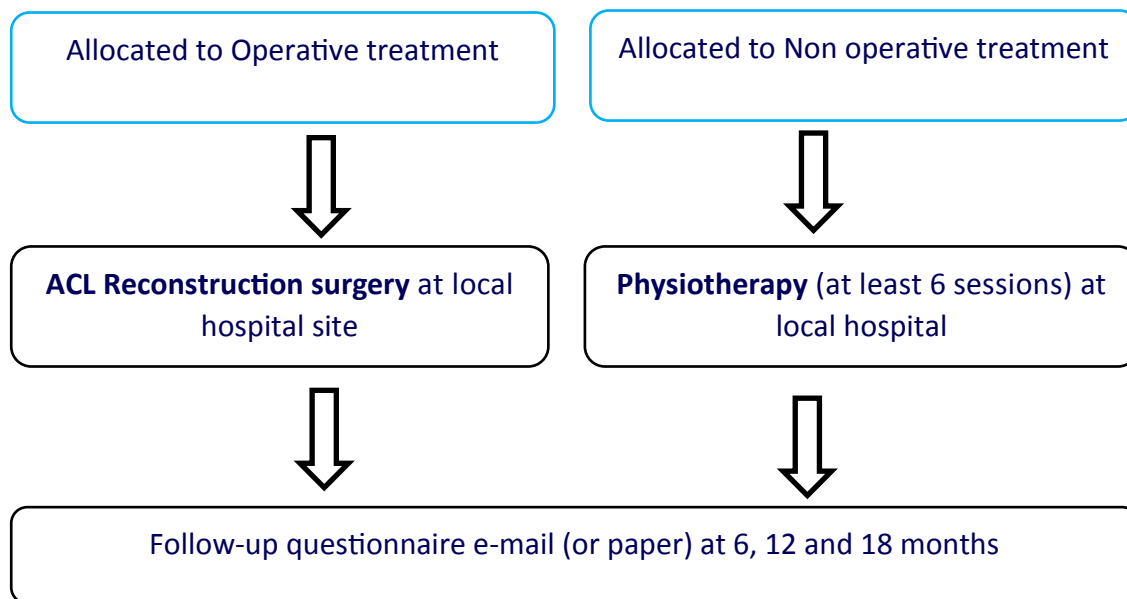 Allocated to Operative treatment
Allocated to Non operative treatment
ACL Reconstruction surgery at local
hospital site
Physiotherapy (at least 6 sessions) at
local hospital
Follow-up questionnaire e-mail (or paper) at 6, 12 and 18 months